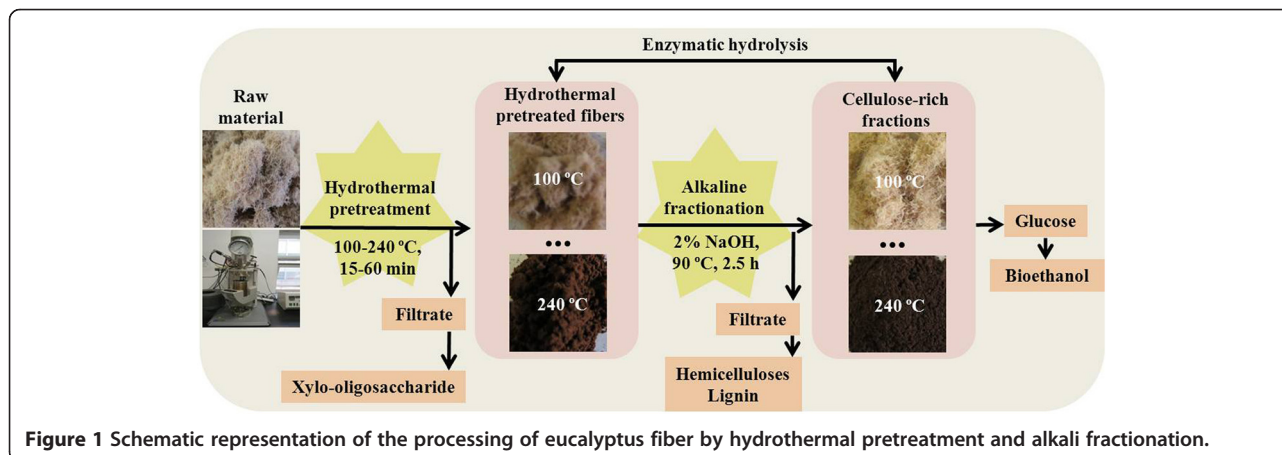 Enzymatic hydrolysis
Raw
material
Hydrothermal
pretreatment
100-240 ºC,
15-60 min
Filtrate
Xylo-oligosaccharide
Hydrothermal
pretreated fibers
100 ºC
•••
240 ºC
Alkaline
fractionation
2% NaOH,
90 ºC, 2.5 h
Filtrate
Hemicelluloses
Lignin
Cellulose-rich
fractions
100 ºC
•••
240 ºC
Glucose
Bioethanol
Figure 1 Schematic representation of the processing of eucalyptus fiber by hydrothermal pretreatment and alkali fractionation.